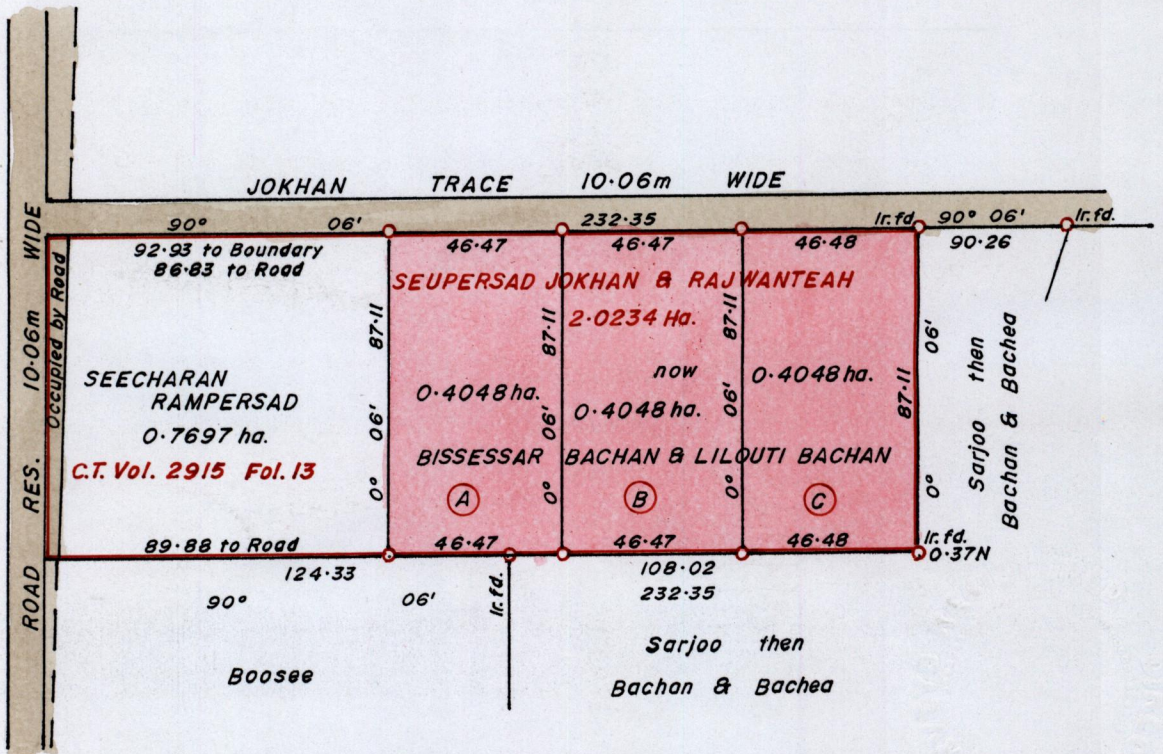 JOKHAN TRACE 10·06m WIDE
90° 06' 232·35 Ir.fd. 90° 06' Ir.fd.
92·93 to Boundary 46·47 46·47 46·48 90·26
86·83 to Road
SEUPERSAD JOKHAN & RAJWANTEAH
2·0234 Ha.
ROAD RES. 10·06m WIDE
Occupied by Road
SEECHARAN
RAMPERSAD
0·7697 ha.
C.T. Vol. 2915 Fol. 13
0° 06' 87·11
0·4048 ha.
0° 06' 87·11
now
0·4048 ha.
0° 06' 87·11
0·4048 ha.
0° 06'
87·11
Sarjoo then
Bachan & Bachea
BISSESSAR BACHAN & LILOUTI BACHAN
A B C
89·88 to Road 46·47 46·47 46·48 Ir.fd.
0·37N
124·33 108·02
232·35
90° 06' Ir.fd.
Boosee
Sarjoo then
Bachan & Bachea